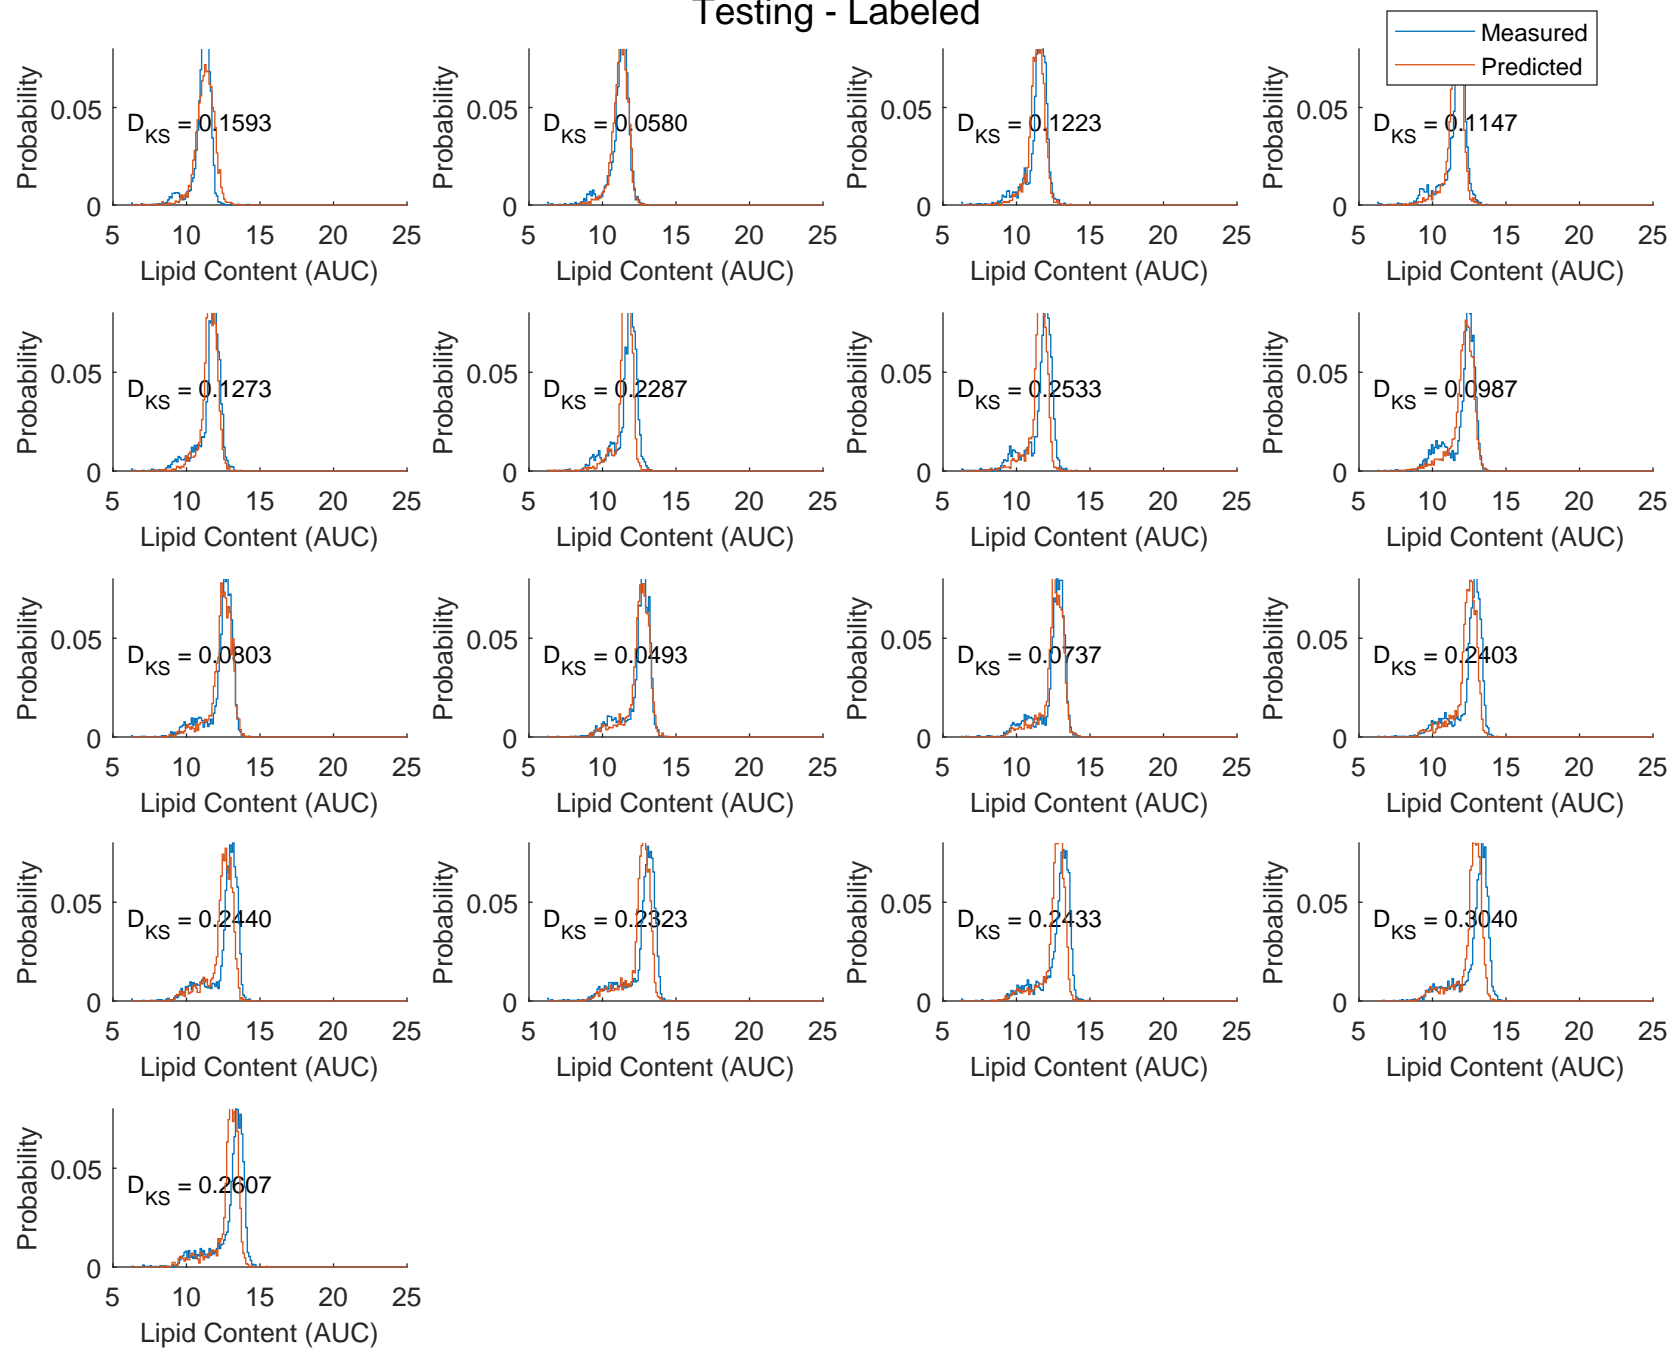 Testing - Labeled
Measured
Predicted
Probability
0.05
0
D_KS = 0.1593
5 10 15 20 25
Lipid Content (AUC)
Probability
0.05
0
D_KS = 0.0580
5 10 15 20 25
Lipid Content (AUC)
Probability
0.05
0
D_KS = 0.1223
5 10 15 20 25
Lipid Content (AUC)
Probability
0.05
0
D_KS = 0.1147
5 10 15 20 25
Lipid Content (AUC)
Probability
0.05
0
D_KS = 0.1273
5 10 15 20 25
Lipid Content (AUC)
Probability
0.05
0
D_KS = 0.2287
5 10 15 20 25
Lipid Content (AUC)
Probability
0.05
0
D_KS = 0.2533
5 10 15 20 25
Lipid Content (AUC)
Probability
0.05
0
D_KS = 0.0987
5 10 15 20 25
Lipid Content (AUC)
Probability
0.05
0
D_KS = 0.0803
5 10 15 20 25
Lipid Content (AUC)
Probability
0.05
0
D_KS = 0.0493
5 10 15 20 25
Lipid Content (AUC)
Probability
0.05
0
D_KS = 0.0737
5 10 15 20 25
Lipid Content (AUC)
Probability
0.05
0
D_KS = 0.2403
5 10 15 20 25
Lipid Content (AUC)
Probability
0.05
0
D_KS = 0.2440
5 10 15 20 25
Lipid Content (AUC)
Probability
0.05
0
D_KS = 0.2323
5 10 15 20 25
Lipid Content (AUC)
Probability
0.05
0
D_KS = 0.2433
5 10 15 20 25
Lipid Content (AUC)
Probability
0.05
0
D_KS = 0.3040
5 10 15 20 25
Lipid Content (AUC)
Probability
0.05
0
D_KS = 0.2607
5 10 15 20 25
Lipid Content (AUC)